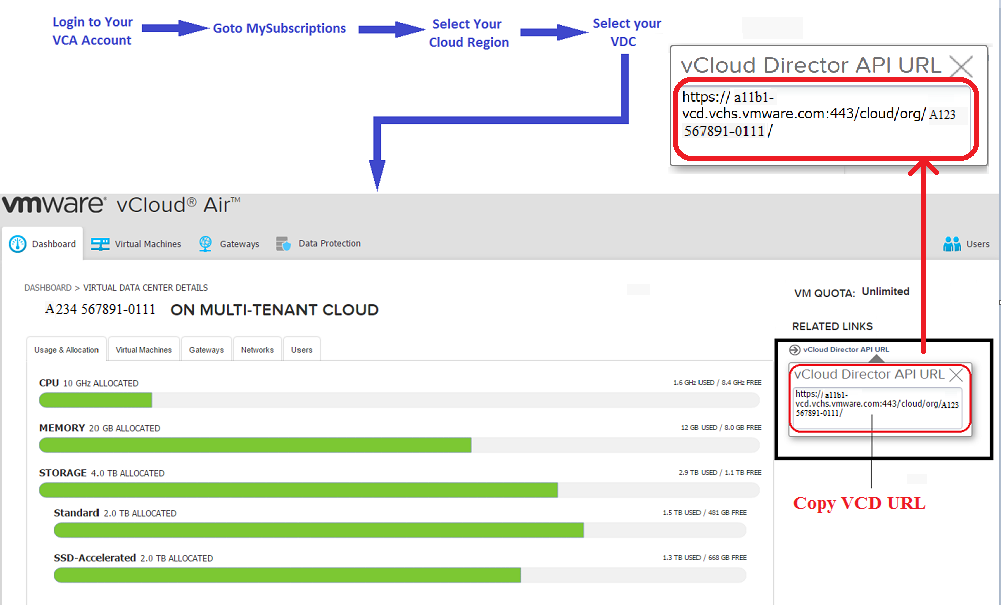 Login to Your
VCA Account
Goto MySubscriptions
Select Your
Cloud Region
Select your
VDC
vCloud Director API URL
https:// a11b1-
vcd.vchs.vmware.com:443/cloud/org/ A123
567891-0111 /
vmware® vCloud® Air™
Dashboard
Virtual Machines
Gateways
Data Protection
Users
DASHBOARD > VIRTUAL DATA CENTER DETAILS
A234 567891-0111 ON MULTI-TENANT CLOUD
VM QUOTA: Unlimited
RELATED LINKS
vCloud Director API URL
vCloud Director API URL
https:// a11b1-
vcd.vchs.vmware.com:443/cloud/org/A123
567891-0111/
Copy VCD URL
Usage & Allocation
Virtual Machines
Gateways
Networks
Users
CPU 10 GHz ALLOCATED
1.6 GHz USED / 8.4 GHz FREE
MEMORY 20 GB ALLOCATED
12 GB USED / 8.0 GB FREE
STORAGE 4.0 TB ALLOCATED
2.9 TB USED / 1.1 TB FREE
Standard 2.0 TB ALLOCATED
1.5 TB USED / 481 GB FREE
SSD-Accelerated 2.0 TB ALLOCATED
1.3 TB USED / 668 GB FREE